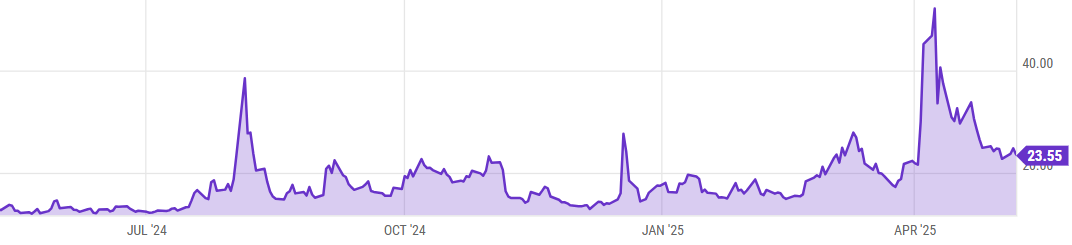 40.00
23.55
20.00
JUL '24
OCT '24
JAN '25
APR '25